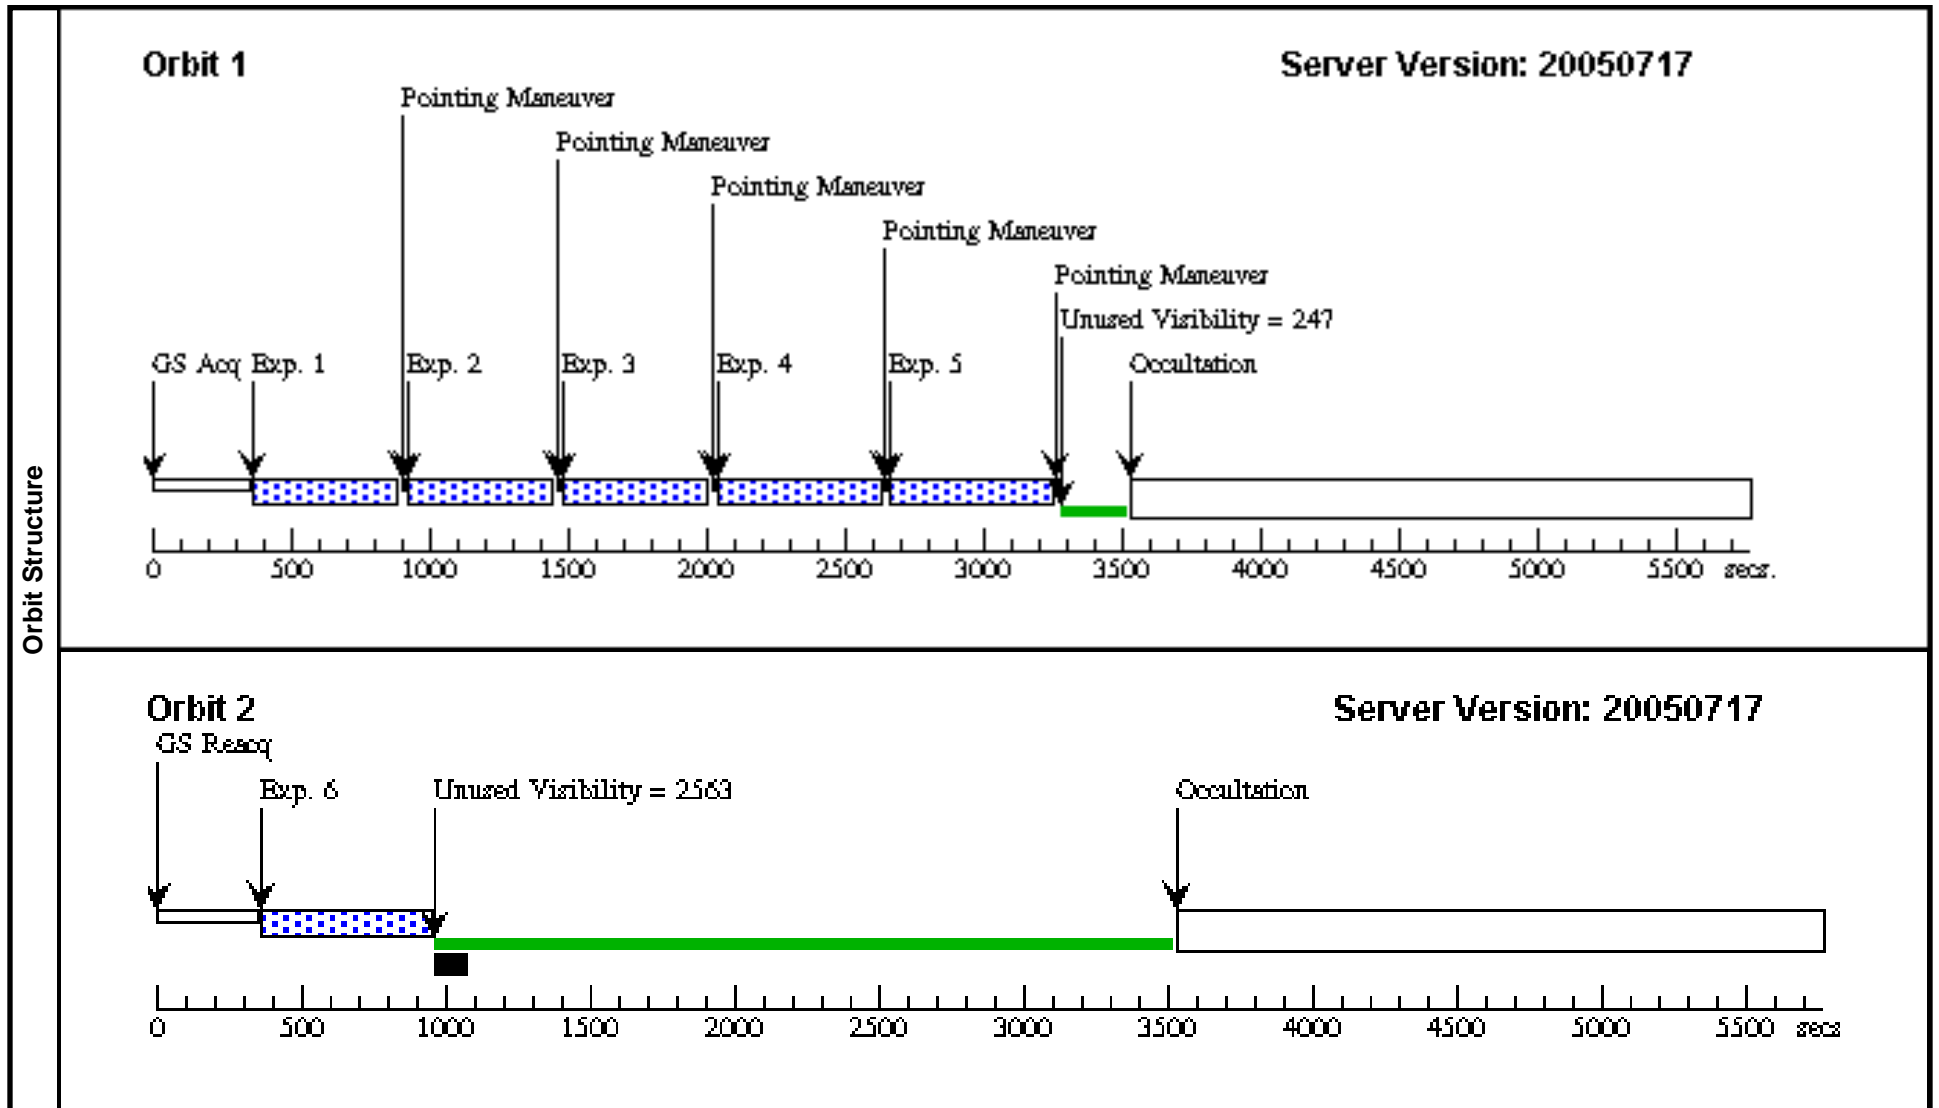 Orbit Structure
Orbit 1
Server Version: 20050717
Pointing Maneuver
Pointing Maneuver
Pointing Maneuver
Pointing Maneuver
Pointing Maneuver
Unused Visibility = 247
GS Acq Exp. 1 Exp. 2 Exp. 3 Exp. 4 Exp. 5 Occultation
0 500 1000 1500 2000 2500 3000 3500 4000 4500 5000 5500 secs.
Orbit 2
Server Version: 20050717
GS Reacq
Exp. 6 Unused Visibility = 2563 Occultation
0 500 1000 1500 2000 2500 3000 3500 4000 4500 5000 5500 secs